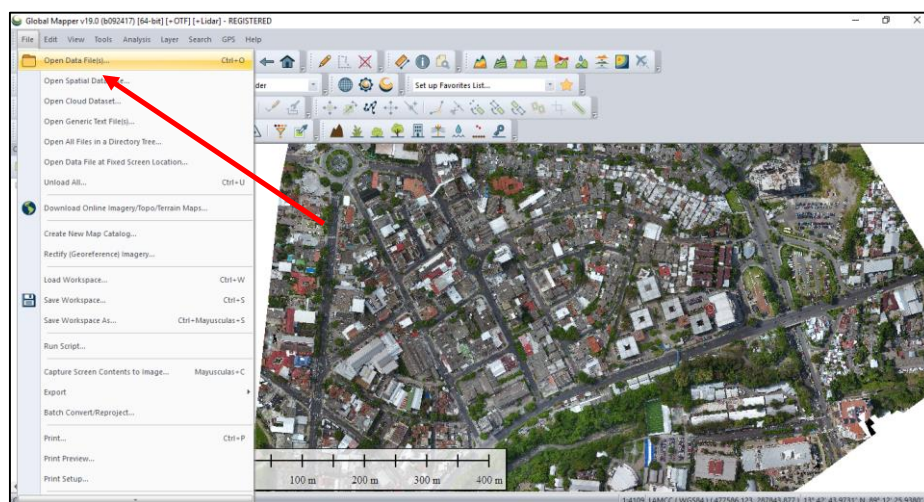 Global Mapper v19.0 (b092417) [64-bit] [+OTF] [+Lidar] - REGISTERED
File Edit View Tools Analysis Layer Search GPS Help
Open Data File(s)... Ctrl+O
Open Spatial
Open Cloud Dataset...
Open Generic Text File(s)...
Open All Files in a Directory Tree...
Open Data File at Fixed Screen Location...
Unload All... Ctrl+U
Download Online Imagery/Topo/Terrain Maps...
Create New Map Catalog...
Rectify (Georeference) Imagery...
Load Workspace... Ctrl+W
Save Workspace... Ctrl+S
Save Workspace As... Ctrl+Mayusculas+S
Run Script...
Capture Screen Contents to Image... Mayusculas+C
Export
Batch Convert/Reproject...
Print... Ctrl+P
Print Preview...
Print Setup...
der
Set up Favorites List...
100 m 200 m 300 m 400 m
1:4109 LAMCC / WGS84